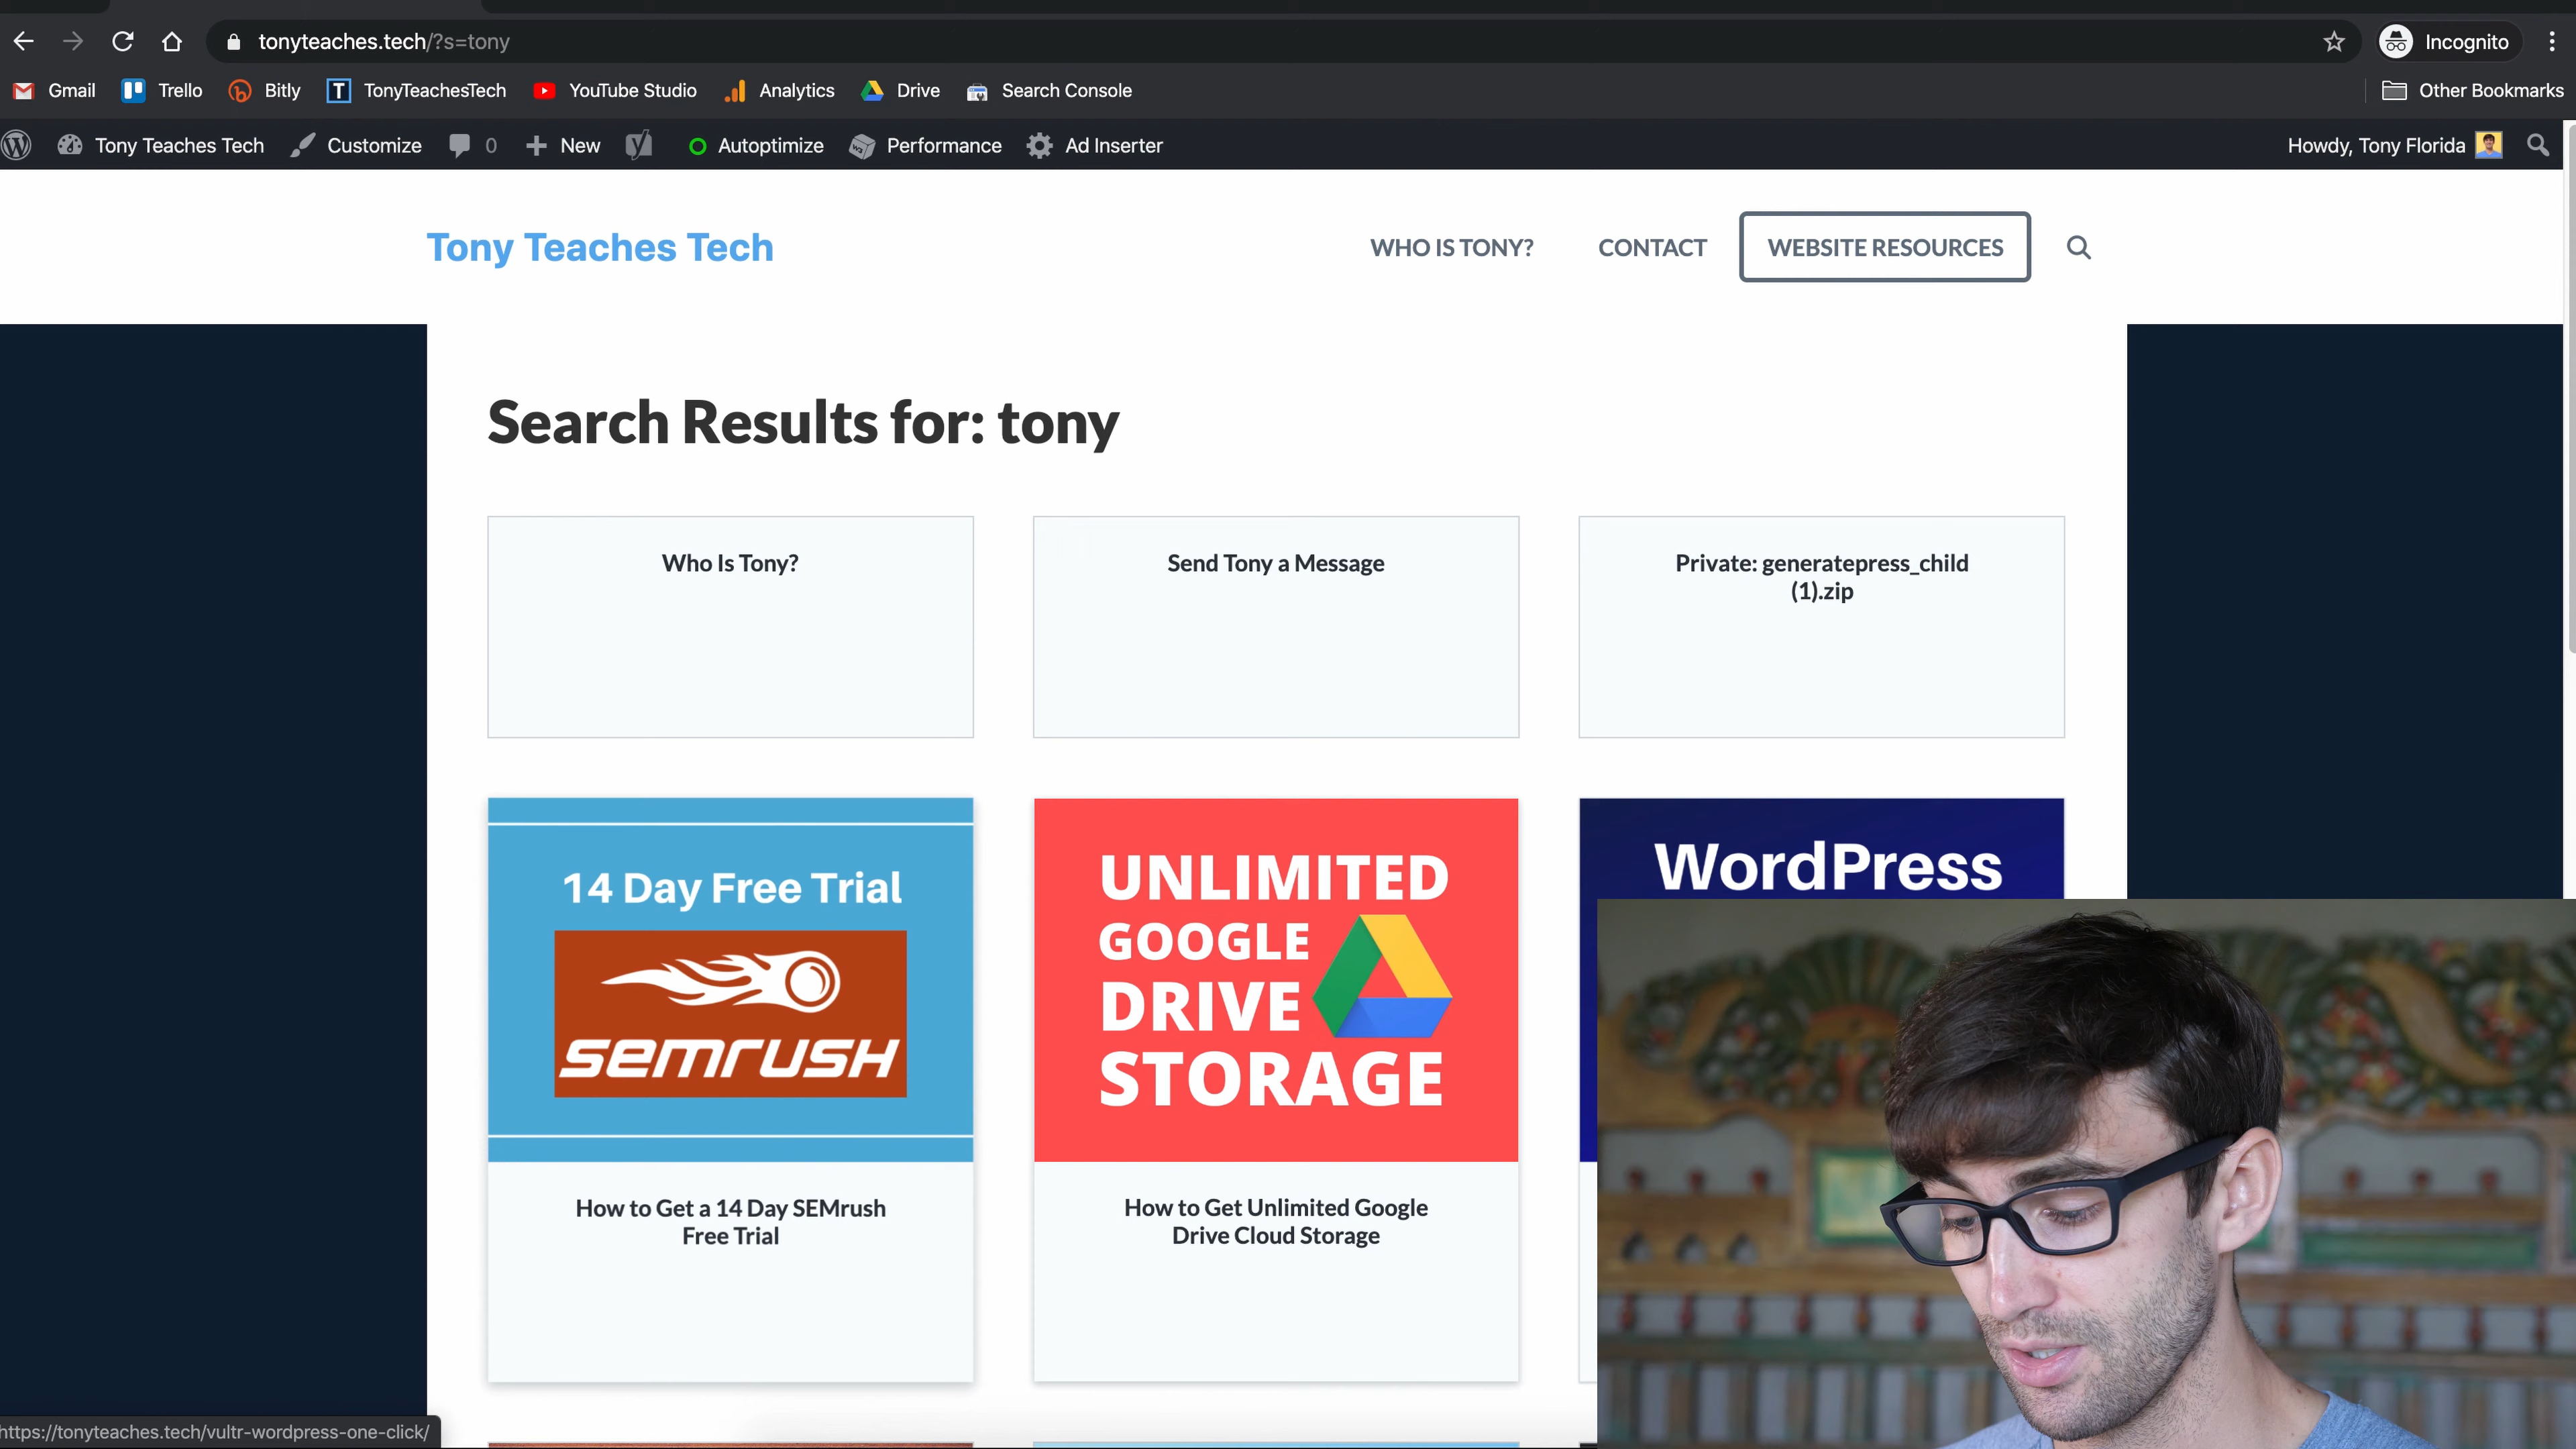 tonyteaches.tech/?s=tony
Incognito
Gmail
Trello
Bitly
T
TonyTeachesTech
YouTube Studio
Analytics
Drive
Search Console
Other Bookmarks
Tony Teaches Tech
Customize
0
New
Autoptimize
Performance
Ad Inserter
Howdy, Tony Florida
Tony Teaches Tech
WHO IS TONY?
CONTACT
WEBSITE RESOURCES
Search Results for: tony
Who Is Tony?
Send Tony a Message
Private: generatepress_child
(1).zip
14 Day Free Trial
semrush
How to Get a 14 Day SEMrush
Free Trial
UNLIMITED
GOOGLE
DRIVE
STORAGE
How to Get Unlimited Google
Drive Cloud Storage
WordPress
https://tonyteaches.tech/vultr-wordpress-one-click/